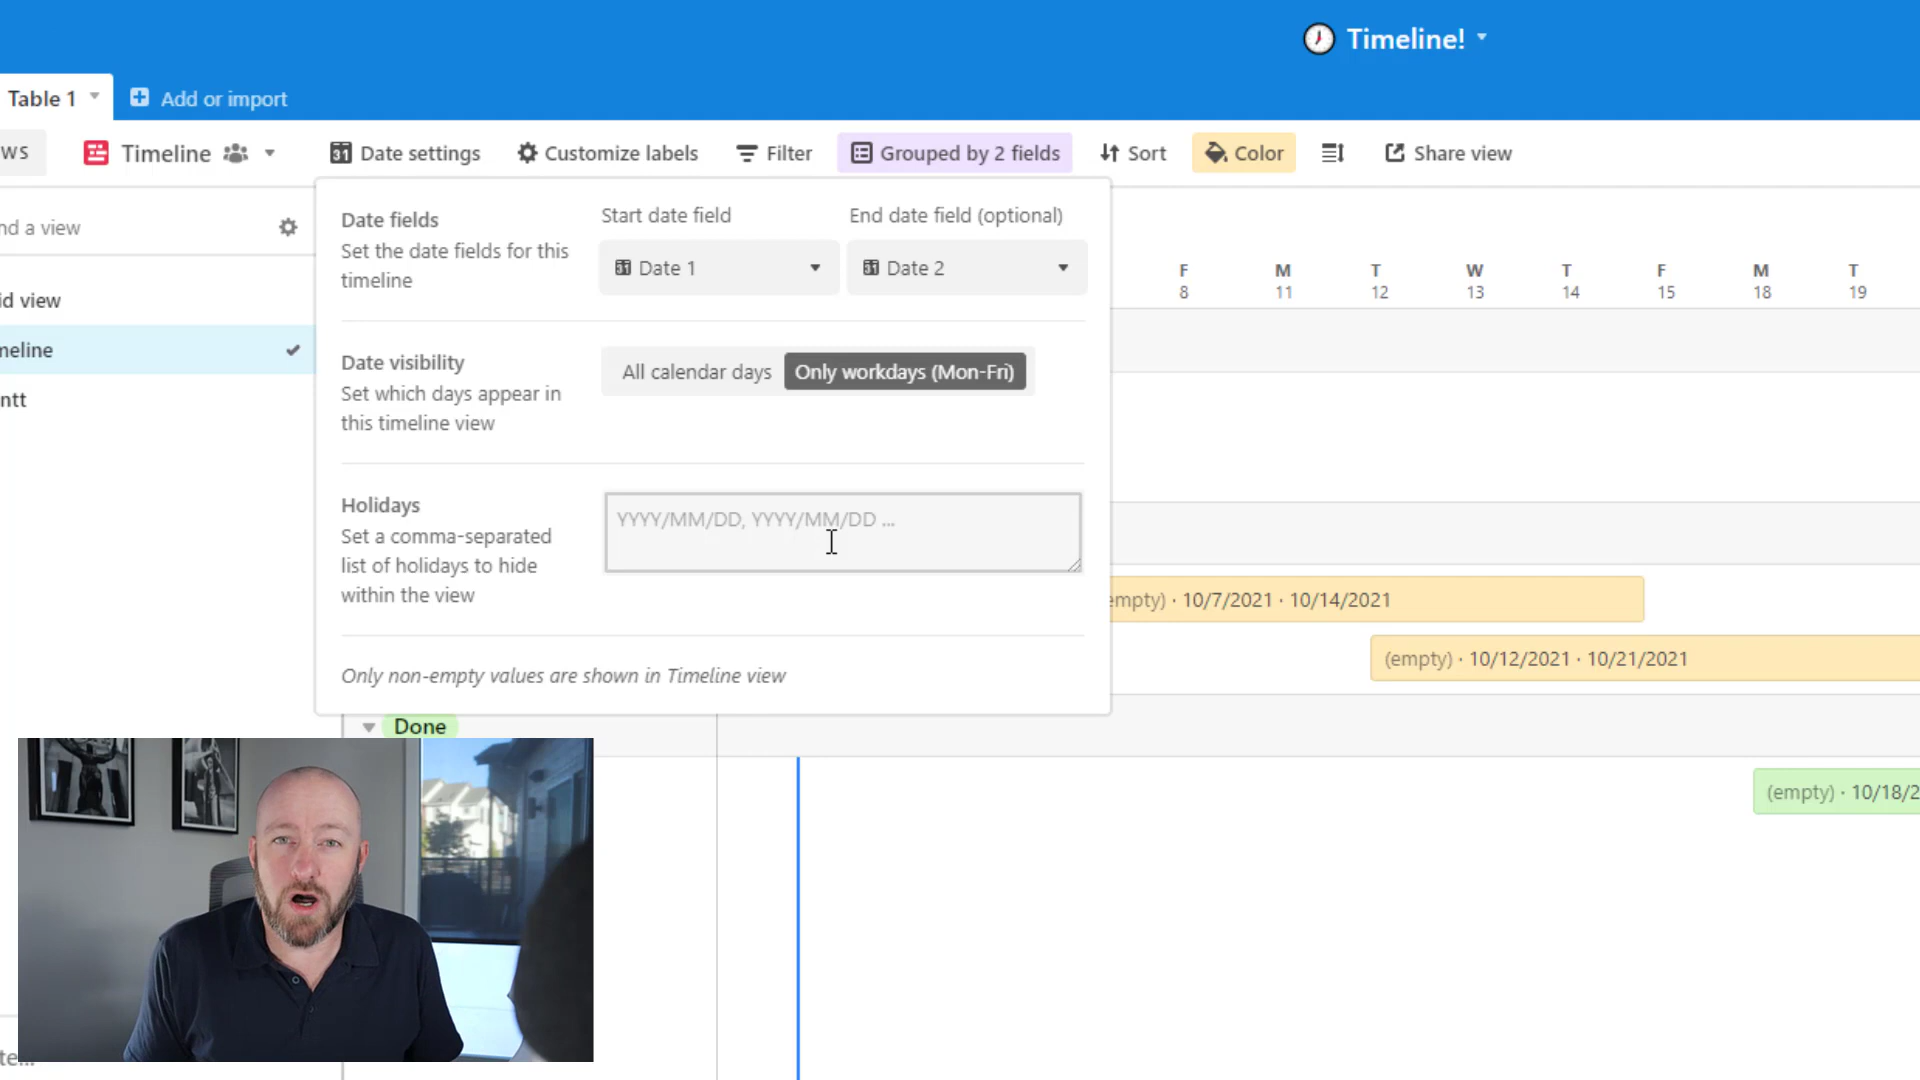 Timeline!
Table 1
Add or import
WS
Timeline
Date settings
Customize labels
Filter
Grouped by 2 fields
Sort
Color
Share view
nd a view
id view
meline
ntt
Date fields
Set the date fields for this
timeline
Start date field
End date field (optional)
31 Date 1
31 Date 2
Date visibility
Set which days appear in
this timeline view
All calendar days
Only workdays (Mon-Fri)
Holidays
Set a comma-separated
list of holidays to hide
within the view
YYYY/MM/DD, YYYY/MM/DD ...
Only non-empty values are shown in Timeline view
F M T W T F M T
8 11 12 13 14 15 18 19
empty) · 10/7/2021 · 10/14/2021
(empty) · 10/12/2021 · 10/21/2021
Done
(empty) · 10/18/2
te...